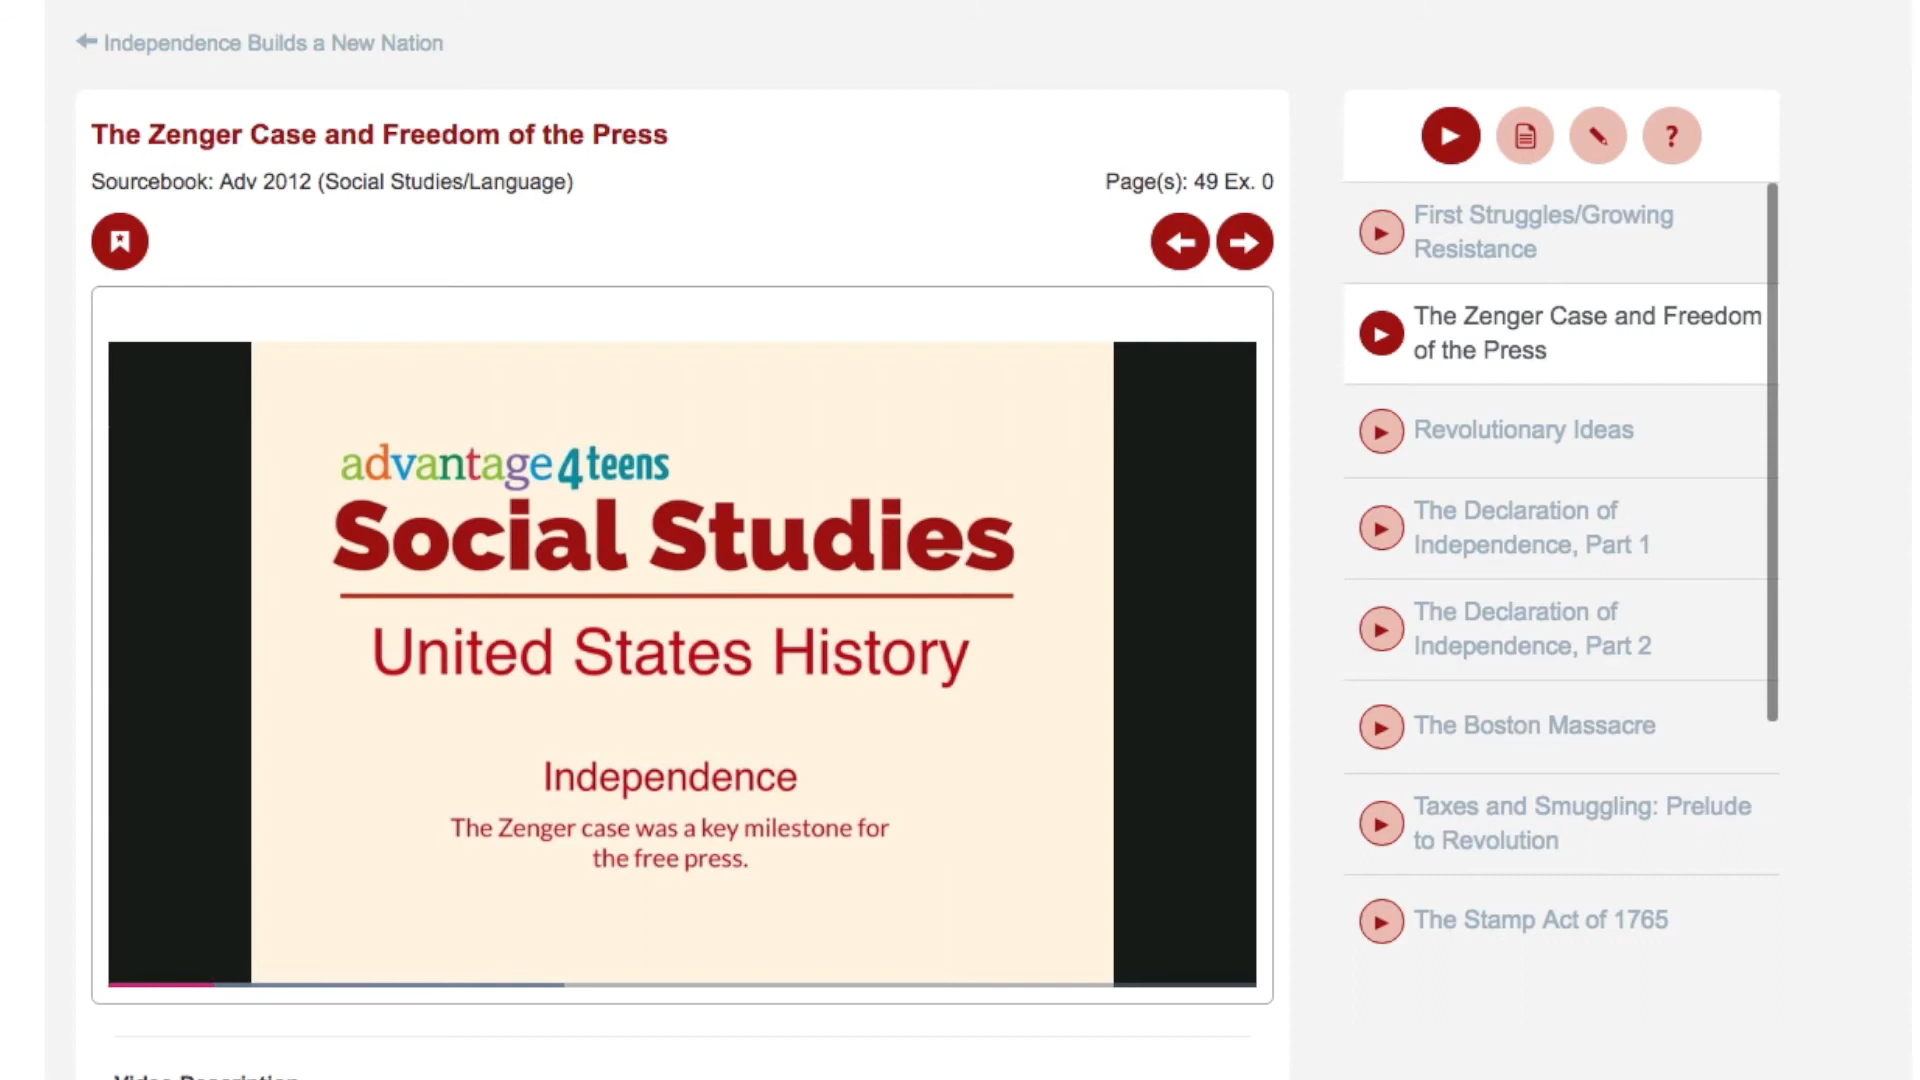 Independence Builds a New Nation
The Zenger Case and Freedom of the Press
Sourcebook: Adv 2012 (Social Studies/Language)
Page(s): 49 Ex. 0
advantage4teens
Social Studies
United States History
Independence
The Zenger case was a key milestone for
the free press.
Video Description
?
First Struggles/Growing
Resistance
The Zenger Case and Freedom
of the Press
Revolutionary Ideas
The Declaration of
Independence, Part 1
The Declaration of
Independence, Part 2
The Boston Massacre
Taxes and Smuggling: Prelude
to Revolution
The Stamp Act of 1765